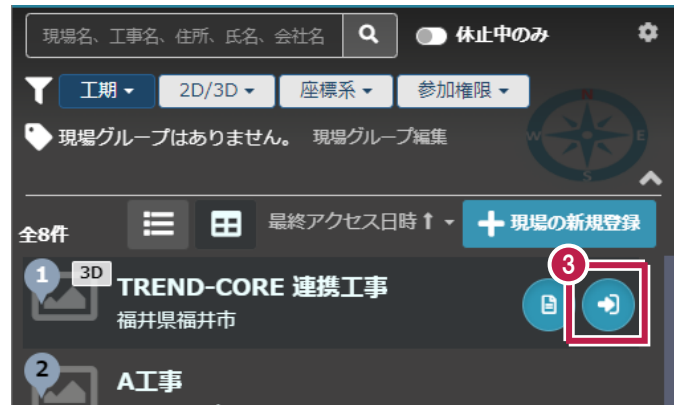 現場名、工事名、住所、氏名、会社名
休止中のみ
工期
2D/3D
座標系
参加権限
現場グループはありません。 現場グループ編集
N
W
E
S
全8件
最終アクセス日時
現場の新規登録
3
1
3D
TREND-CORE 連携工事
福井県福井市
2
A工事